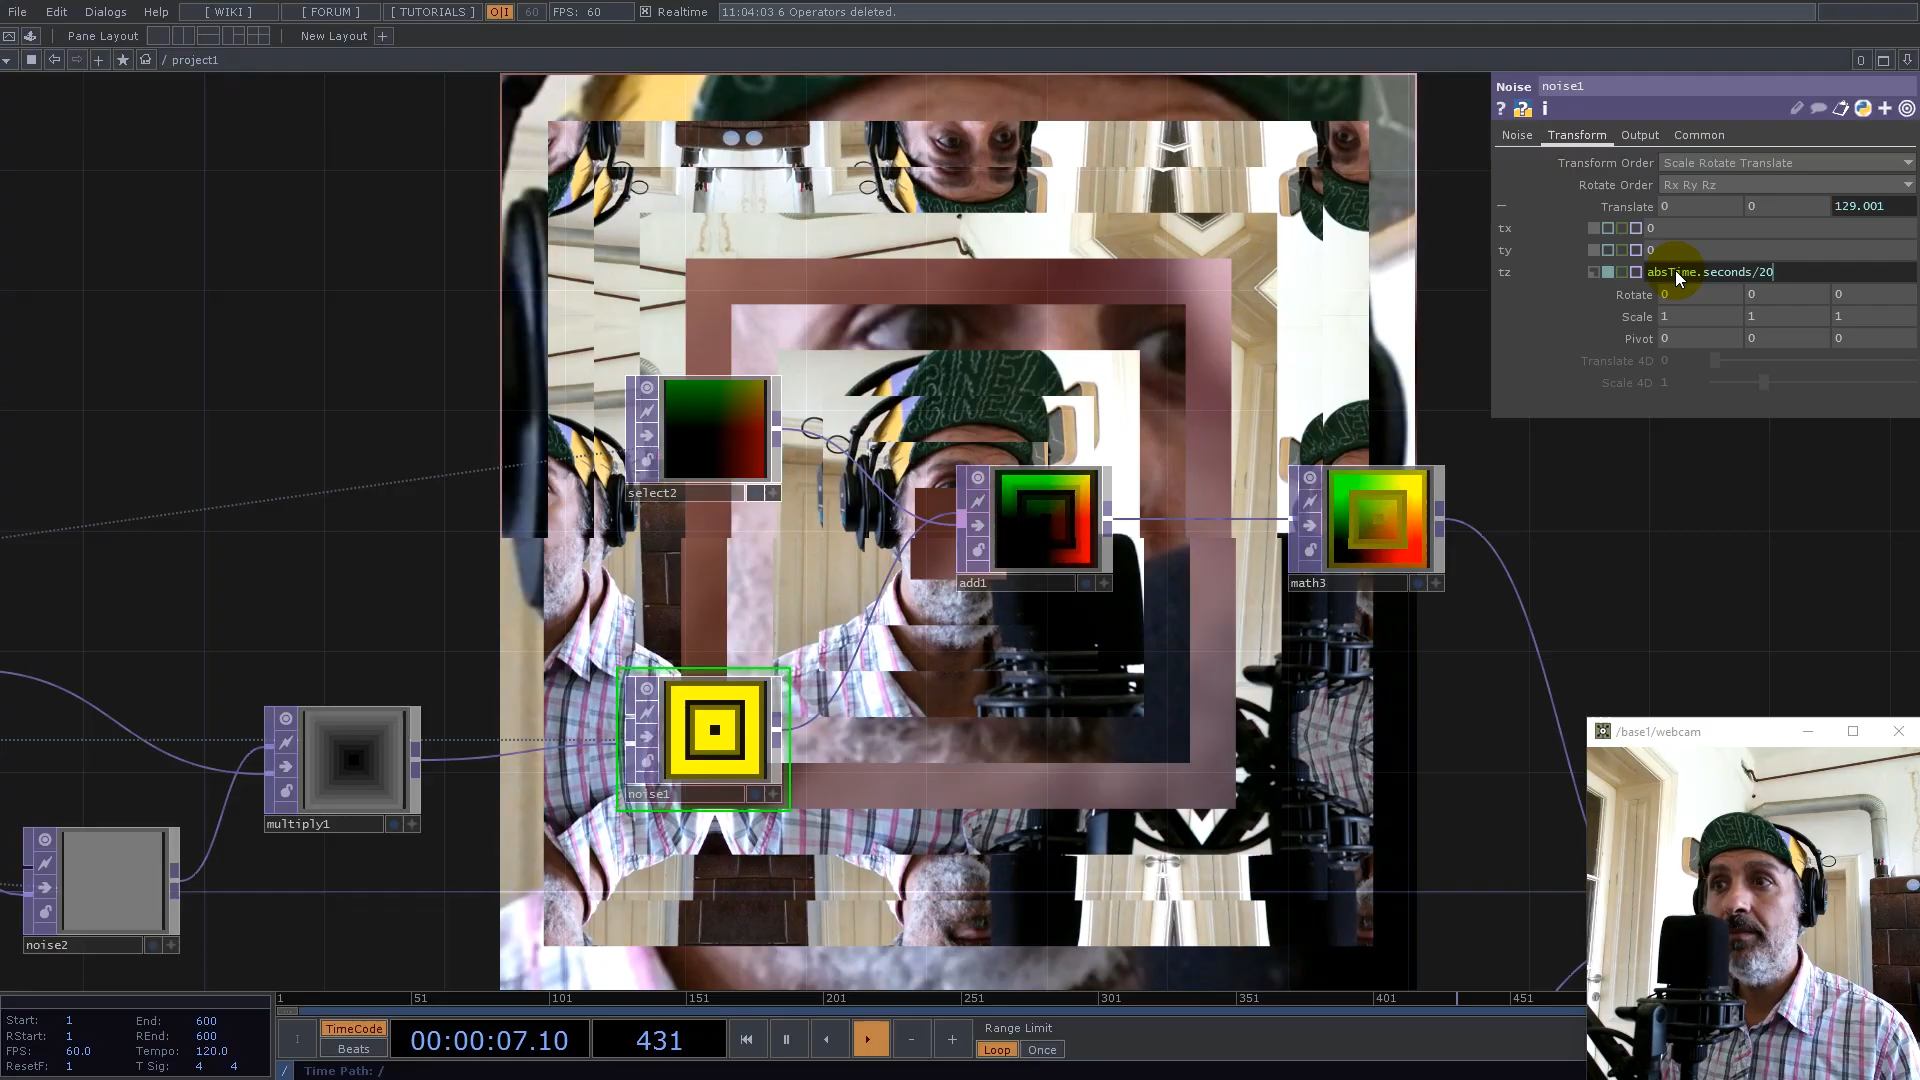 File Edit Dialogs Help [ WIKI ] [ FORUM ] [ TUTORIALS ] O|I 60 FPS: 60 Realtime 11:04:03 6 Operators deleted.
Pane Layout New Layout +
/ project1 0
Noise noise1
? ? i
Noise Transform Output Common
Transform Order Scale Rotate Translate
Rotate Order Rx Ry Rz
Translate 0 0 129.001
tx 0
ty 0
tz absTime.seconds/20
Rotate 0 0 0
Scale 1 1 1
Pivot 0 0 0
Translate 4D 0
Scale 4D 1
select2
add1
math3
noise1
multiply1
noise2
/base1/webcam
1 51 101 151 201 251 301 351 401 451
Start: 1 End: 600
RStart: 1 REnd: 600
FPS: 60.0 Tempo: 120.0
ResetF: 1 T Sig: 4 4
TimeCode
Beats
00:00:07.10
431
Range Limit
Loop Once
/ Time Path: /